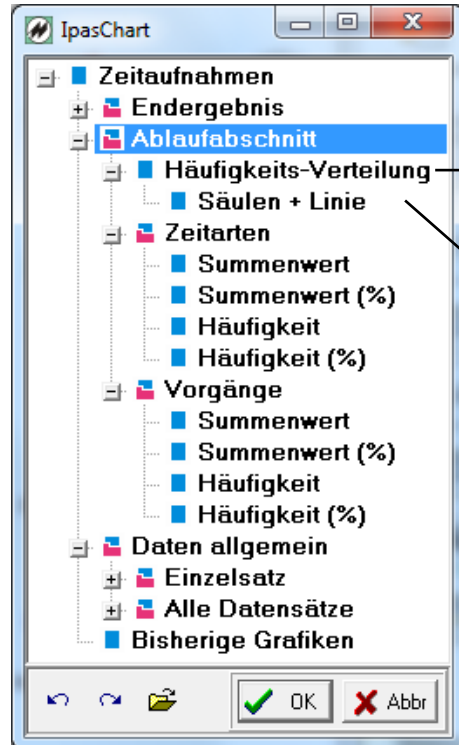 IpasChart
Zeitaufnahmen
Endergebnis
Ablaufabschnitt
Häufigkeits-Verteilung
Säulen + Linie
Zeitarten
Summenwert
Summenwert (%)
Häufigkeit
Häufigkeit (%)
Vorgänge
Summenwert
Summenwert (%)
Häufigkeit
Häufigkeit (%)
Daten allgemein
Einzelsatz
Alle Datensätze
Bisherige Grafiken
OK Abbr